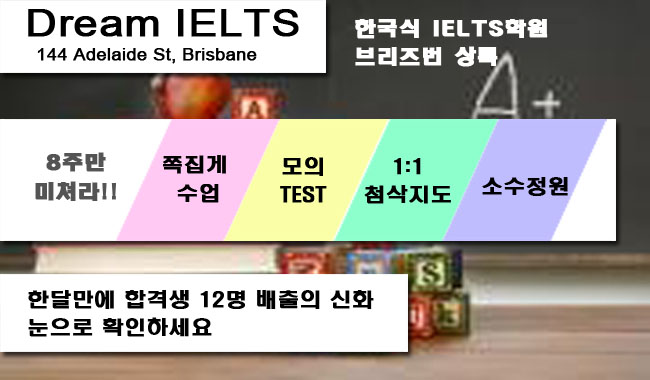 Dream IELTS
144 Adelaide St, Brisbane
한국식 IELTS학원
브리즈번 상륙
A+
A
8주만
미쳐라!!
쪽집게
수업
모의
TEST
1:1
첨삭지도
소수정원
한달만에 합격생 12명 배출의 신화
눈으로 확인하세요